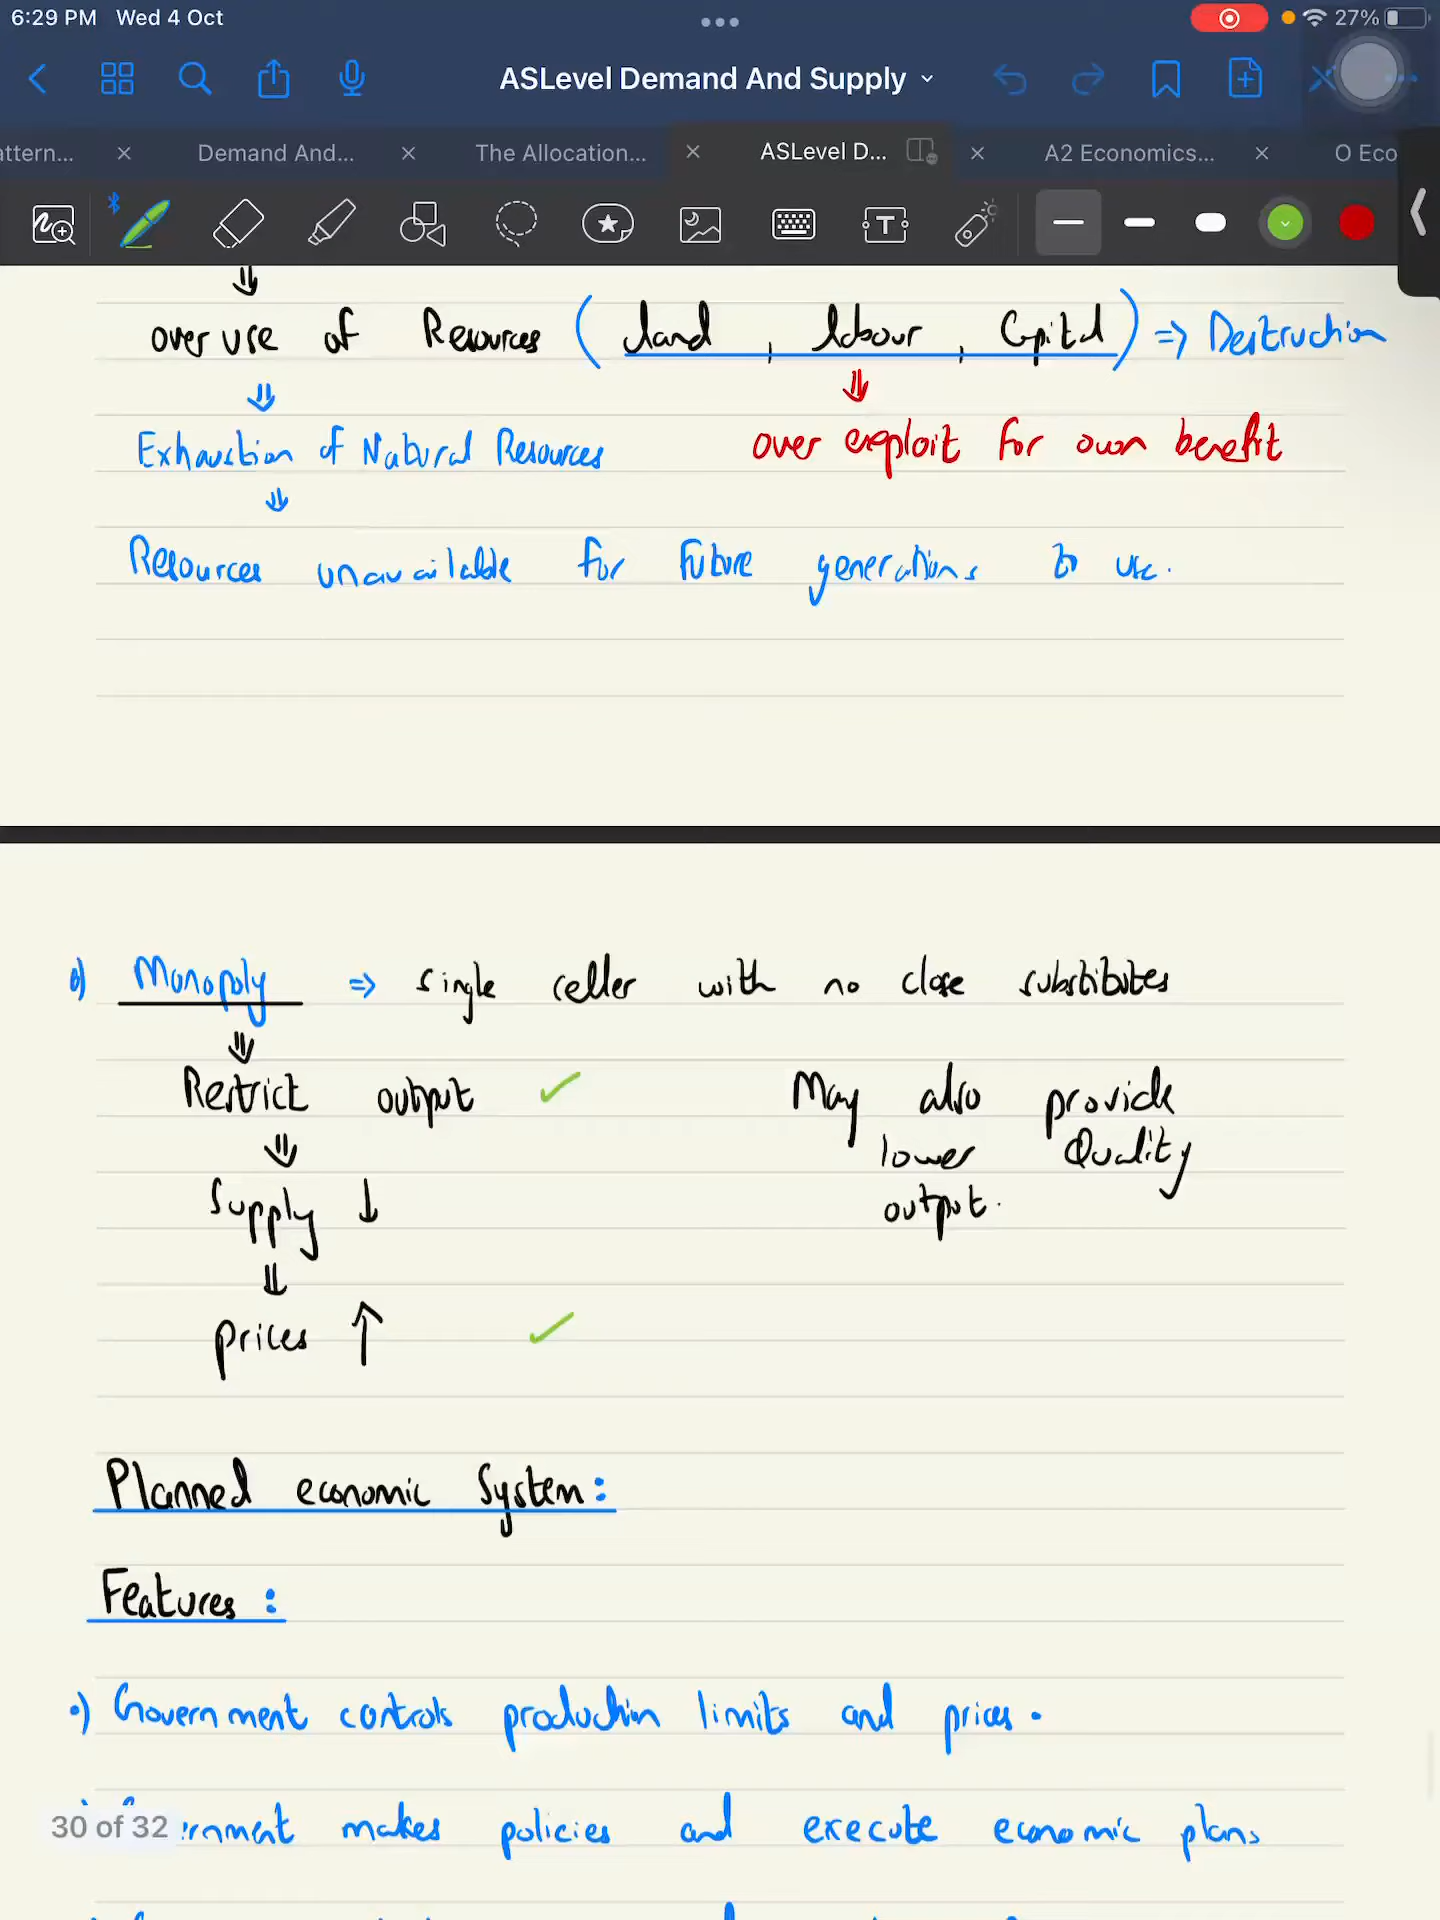 6:29 PM Wed 4 Oct
27%
ASLevel Demand And Supply
attern...
Demand And...
The Allocation...
ASLevel D...
A2 Economics...
O Eco
over use of Resources (land, labour, Capital) ⇒ Destruction
Exhaustion of Natural Resources
over exploit for own benefit
Resources unavailable for future generations to use.
Monopoly ⇒ single celler with no close substitutes
Restrict output ✓
May also provide
lower Quality
output.
Supply ↓
prices ↑ ✓
Planned economic System:
Features:
•) Government controls production limits and prices.
30 of 32
ernment makes policies and execute economic plans